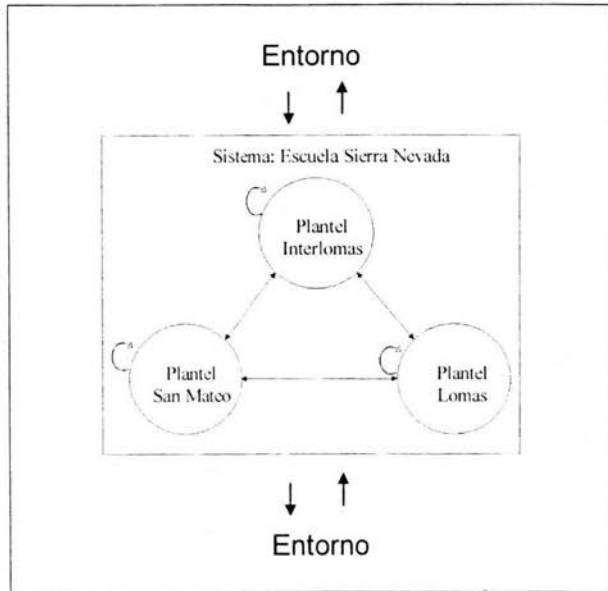 Entorno
Sistema: Escuela Sierra Nevada
Plantel
Interlomas
Plantel
San Mateo
Plantel
Lomas
Entorno